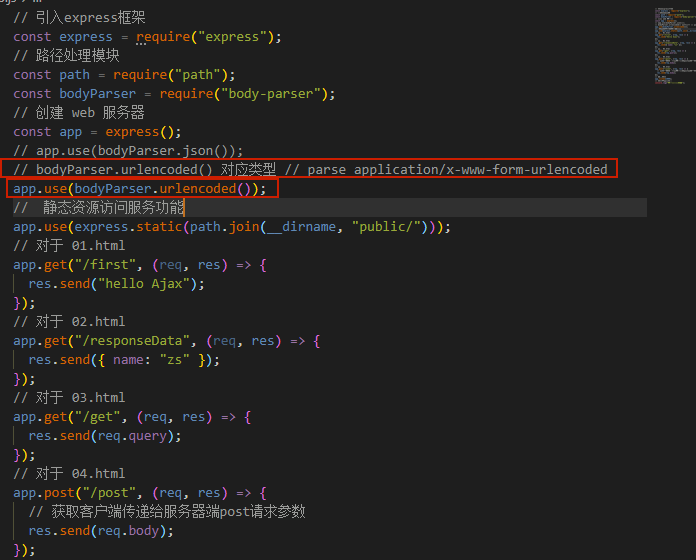 // 引入express框架
const express = require("express");
// 路径处理模块
const path = require("path");
const bodyParser = require("body-parser");
// 创建 web 服务器
const app = express();
// app.use(bodyParser.json());
// bodyParser.urlencoded() 对应类型 // parse application/x-www-form-urlencoded
app.use(bodyParser.urlencoded());
//  静态资源访问服务功能
app.use(express.static(path.join(__dirname, "public/")));
// 对于 01.html
app.get("/first", (req, res) => {
  res.send("hello Ajax");
});
// 对于 02.html
app.get("/responseData", (req, res) => {
  res.send({ name: "zs" });
});
// 对于 03.html
app.get("/get", (req, res) => {
  res.send(req.query);
});
// 对于 04.html
app.post("/post", (req, res) => {
  // 获取客户端传递给服务器端post请求参数
  res.send(req.body);
});